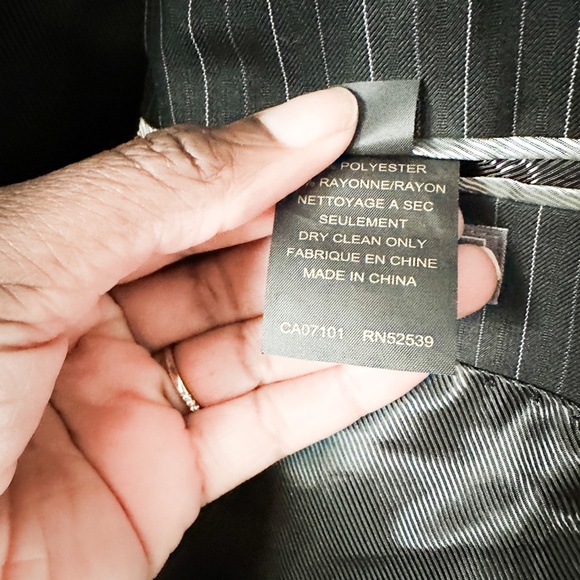 POLYESTER
% RAYONNE/RAYON
NETTOYAGE A SEC
SEULEMENT
DRY CLEAN ONLY
FABRIQUE EN CHINE
MADE IN CHINA
CA07101 RN52539